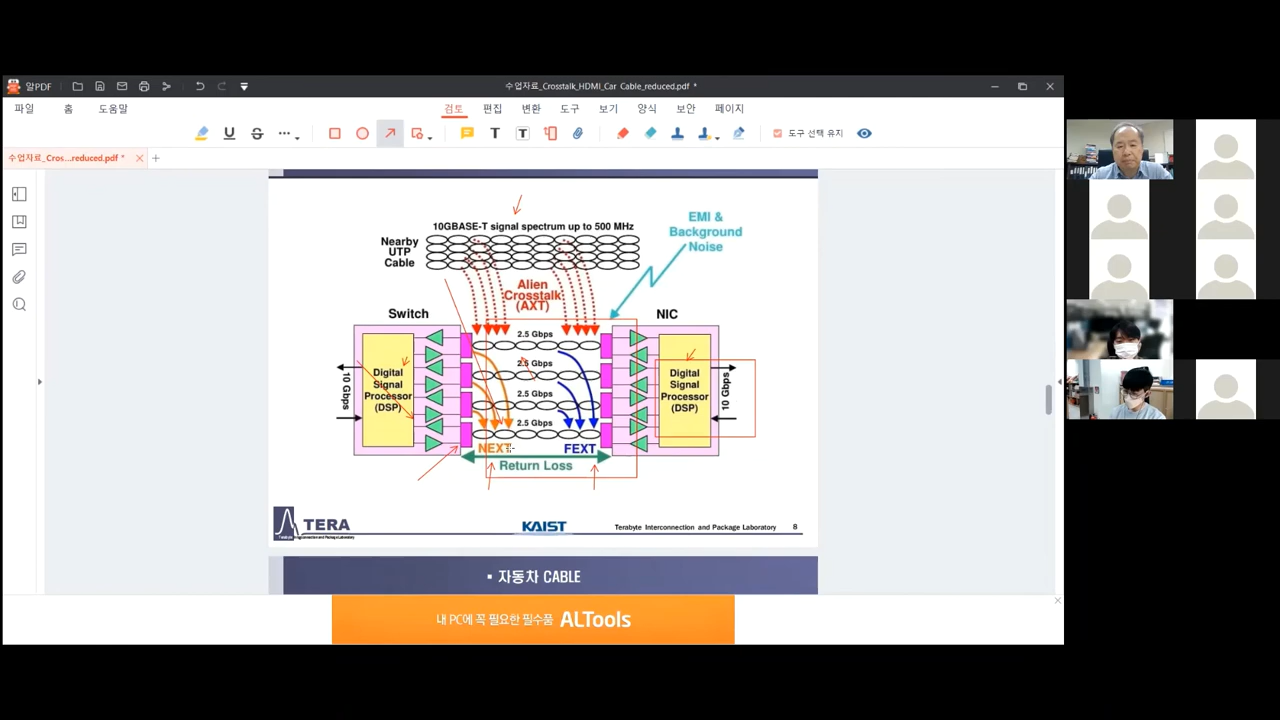 알PDF
수업자료_Crosstalk_HDMI_Car Cable_reduced.pdf *
파일 홈 도움말 검토 편집 변환 도구 보기 양식 보안 페이지
도구 선택 유지
수업자료_Cros...reduced.pdf *
10GBASE-T signal spectrum up to 500 MHz
Nearby
UTP
Cable
EMI &
Background
Noise
Alien
Crosstalk
(AXT)
Switch
NIC
2.5 Gbps
2.5 Gbps
2.5 Gbps
2.5 Gbps
10 Gbps
Digital
Signal
Processor
(DSP)
Digital
Signal
Processor
(DSP)
10 Gbps
NEXT
FEXT
Return Loss
TERA
Terabyte Interconnection and Package Laboratory
KAIST
Terabyte Interconnection and Package Laboratory 8
▪ 자동차 CABLE
내 PC에 꼭 필요한 필수품 ALTools